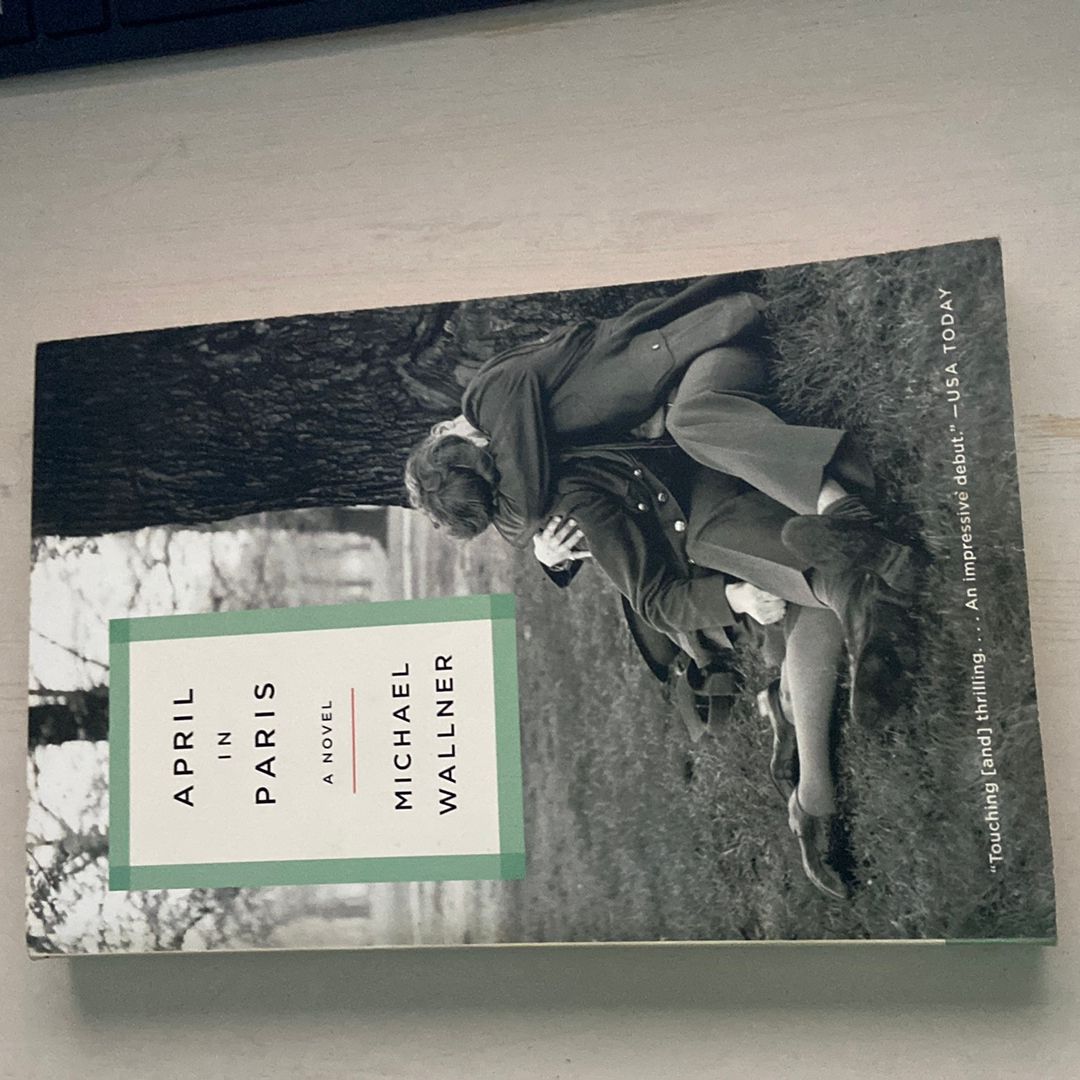 APRIL
IN
PARIS
A NOVEL
MICHAEL
WALLNER
“Touching [and] thrilling. . . . An impressive debut.” —USA TODAY